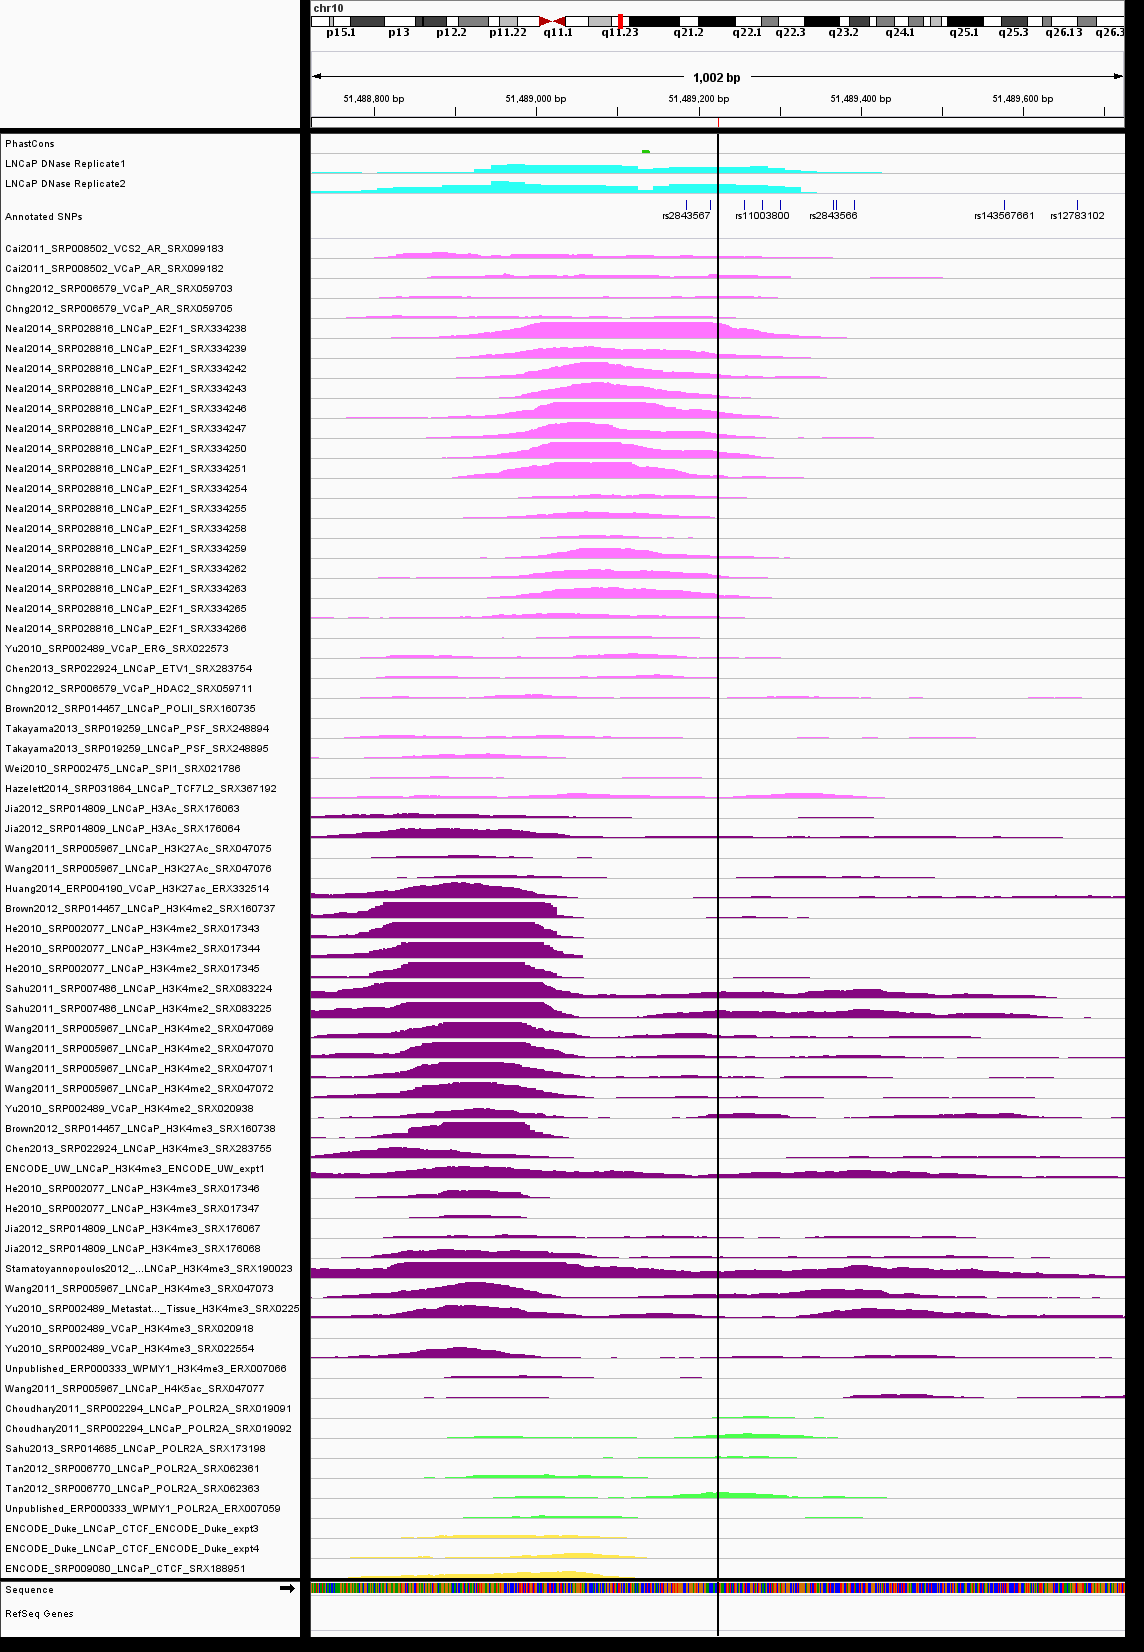 chr10
p15.1 p13 p12.2 p11.22 q11.1 q11.23 q21.2 q22.1 q22.3 q23.2 q24.1 q25.1 q25.3 q26.13 q26.3
1,002 bp
51,488,800 bp 51,489,000 bp 51,489,200 bp 51,489,400 bp 51,489,600 bp
PhastCons
LNCaP DNase Replicate1
LNCaP DNase Replicate2
Annotated SNPs
rs2843567 rs11003800 rs2843566 rs143567661 rs12783102
Cai2011_SRP008502_VCS2_AR_SRX099183
Cai2011_SRP008502_VCaP_AR_SRX099182
Chng2012_SRP006579_VCaP_AR_SRX059703
Chng2012_SRP006579_VCaP_AR_SRX059705
Neal2014_SRP028816_LNCaP_E2F1_SRX334238
Neal2014_SRP028816_LNCaP_E2F1_SRX334239
Neal2014_SRP028816_LNCaP_E2F1_SRX334242
Neal2014_SRP028816_LNCaP_E2F1_SRX334243
Neal2014_SRP028816_LNCaP_E2F1_SRX334246
Neal2014_SRP028816_LNCaP_E2F1_SRX334247
Neal2014_SRP028816_LNCaP_E2F1_SRX334250
Neal2014_SRP028816_LNCaP_E2F1_SRX334251
Neal2014_SRP028816_LNCaP_E2F1_SRX334254
Neal2014_SRP028816_LNCaP_E2F1_SRX334255
Neal2014_SRP028816_LNCaP_E2F1_SRX334258
Neal2014_SRP028816_LNCaP_E2F1_SRX334259
Neal2014_SRP028816_LNCaP_E2F1_SRX334262
Neal2014_SRP028816_LNCaP_E2F1_SRX334263
Neal2014_SRP028816_LNCaP_E2F1_SRX334265
Neal2014_SRP028816_LNCaP_E2F1_SRX334266
Yu2010_SRP002489_VCaP_ERG_SRX022573
Chen2013_SRP022924_LNCaP_ETV1_SRX283754
Chng2012_SRP006579_VCaP_HDAC2_SRX059711
Brown2012_SRP014457_LNCaP_POLII_SRX160735
Takayama2013_SRP019259_LNCaP_PSF_SRX248894
Takayama2013_SRP019259_LNCaP_PSF_SRX248895
Wei2010_SRP002475_LNCaP_SPI1_SRX021786
Hazelett2014_SRP031864_LNCaP_TCF7L2_SRX367192
Jia2012_SRP014809_LNCaP_H3Ac_SRX176063
Jia2012_SRP014809_LNCaP_H3Ac_SRX176064
Wang2011_SRP005967_LNCaP_H3K27Ac_SRX047075
Wang2011_SRP005967_LNCaP_H3K27Ac_SRX047076
Huang2014_ERP004190_VCaP_H3K27ac_ERX332514
Brown2012_SRP014457_LNCaP_H3K4me2_SRX160737
He2010_SRP002077_LNCaP_H3K4me2_SRX017343
He2010_SRP002077_LNCaP_H3K4me2_SRX017344
He2010_SRP002077_LNCaP_H3K4me2_SRX017345
Sahu2011_SRP007486_LNCaP_H3K4me2_SRX083224
Sahu2011_SRP007486_LNCaP_H3K4me2_SRX083225
Wang2011_SRP005967_LNCaP_H3K4me2_SRX047069
Wang2011_SRP005967_LNCaP_H3K4me2_SRX047070
Wang2011_SRP005967_LNCaP_H3K4me2_SRX047071
Wang2011_SRP005967_LNCaP_H3K4me2_SRX047072
Yu2010_SRP002489_VCaP_H3K4me2_SRX020938
Brown2012_SRP014457_LNCaP_H3K4me3_SRX160738
Chen2013_SRP022924_LNCaP_H3K4me3_SRX283755
ENCODE_UW_LNCaP_H3K4me3_ENCODE_UW_expt1
He2010_SRP002077_LNCaP_H3K4me3_SRX017346
He2010_SRP002077_LNCaP_H3K4me3_SRX017347
Jia2012_SRP014809_LNCaP_H3K4me3_SRX176067
Jia2012_SRP014809_LNCaP_H3K4me3_SRX176068
Stamatoyannopoulos2012_...LNCaP_H3K4me3_SRX190023
Wang2011_SRP005967_LNCaP_H3K4me3_SRX047073
Yu2010_SRP002489_Metastat..._Tissue_H3K4me3_SRX0225
Yu2010_SRP002489_VCaP_H3K4me3_SRX020918
Yu2010_SRP002489_VCaP_H3K4me3_SRX022554
Unpublished_ERP000333_WPMY1_H3K4me3_ERX007066
Wang2011_SRP005967_LNCaP_H4K5ac_SRX047077
Choudhary2011_SRP002294_LNCaP_POLR2A_SRX019091
Choudhary2011_SRP002294_LNCaP_POLR2A_SRX019092
Sahu2013_SRP014685_LNCaP_POLR2A_SRX173198
Tan2012_SRP006770_LNCaP_POLR2A_SRX062361
Tan2012_SRP006770_LNCaP_POLR2A_SRX062363
Unpublished_ERP000333_WPMY1_POLR2A_ERX007059
ENCODE_Duke_LNCaP_CTCF_ENCODE_Duke_expt3
ENCODE_Duke_LNCaP_CTCF_ENCODE_Duke_expt4
ENCODE_SRP009080_LNCaP_CTCF_SRX188951
Sequence
RefSeq Genes